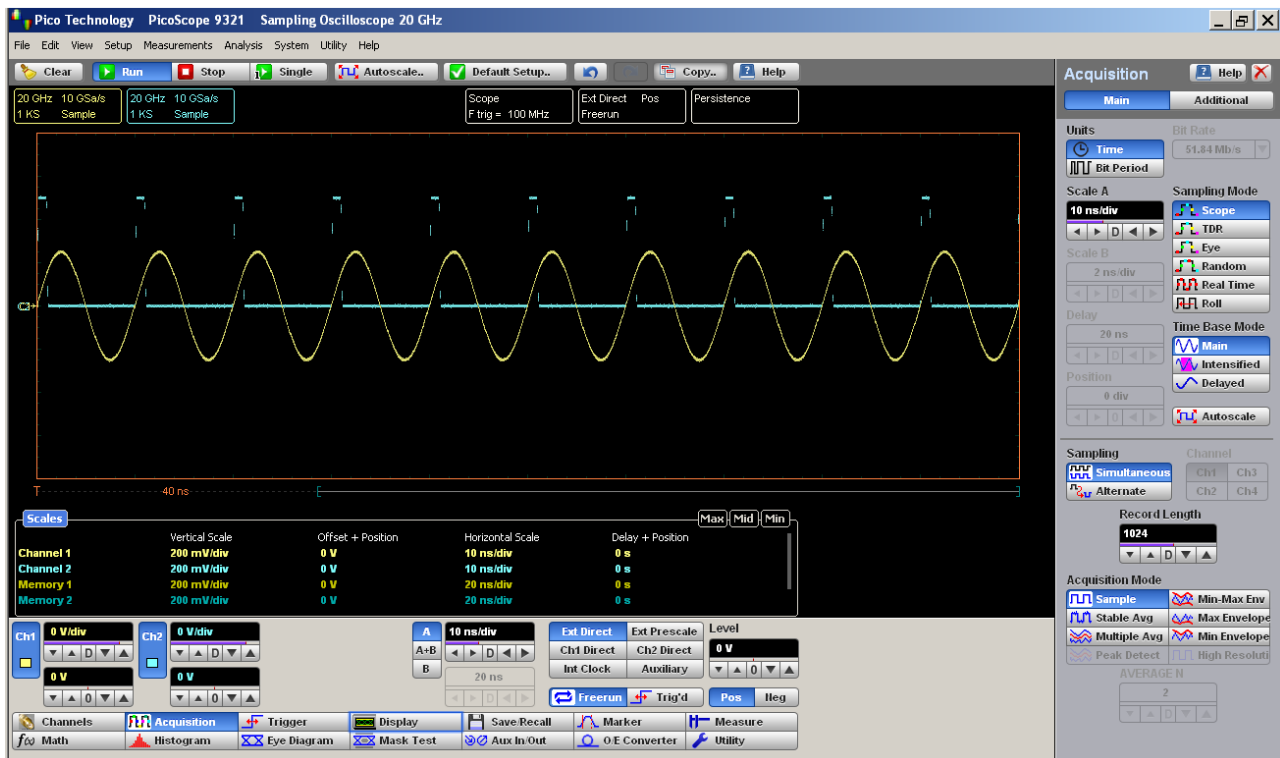 Pico Technology PicoScope 9321 Sampling Oscilloscope 20 GHz
File Edit View Setup Measurements Analysis System Utility Help
Clear Run Stop Single Autoscale.. Default Setup.. Copy.. Help
20 GHz 10 GSa/s
1 KS Sample
20 GHz 10 GSa/s
1 KS Sample
Scope
F trig = 100 MHz
Ext Direct Pos
Freerun
Persistence
T 40 ns
Scales
Max Mid Min
Vertical Scale Offset + Position Horizontal Scale Delay + Position
Channel 1 200 mV/div 0 V 10 ns/div 0 s
Channel 2 200 mV/div 0 V 10 ns/div 0 s
Memory 1 200 mV/div 0 V 20 ns/div 0 s
Memory 2 200 mV/div 0 V 20 ns/div 0 s
Ch1 0 V/div
D
0 V
0
Ch2 0 V/div
D
0 V
0
A 10 ns/div
A+B D
B 20 ns
0
Ext Direct Ext Prescale
Ch1 Direct Ch2 Direct
Int Clock Auxiliary
Freerun Trig'd
Level
0 V
0
Pos Neg
Channels Acquisition Trigger Display Save/Recall Marker Measure
Math Histogram Eye Diagram Mask Test Aux In/Out O/E Converter Utility
Acquisition Help
Main Additional
Units
Time
Bit Period
Bit Rate
51.84 Mb/s
Scale A
10 ns/div
D
Scale B
2 ns/div
D
Delay
20 ns
D
Position
0 div
0
Sampling Mode
Scope
TDR
Eye
Random
Real Time
Roll
Time Base Mode
Main
Intensified
Delayed
Autoscale
Sampling
Simultaneous
Alternate
Channel
Ch1 Ch3
Ch2 Ch4
Record Length
1024
D
Acquisition Mode
Sample Min-Max Env
Stable Avg Max Envelope
Multiple Avg Min Envelope
Peak Detect High Resoluti
AVERAGE N
2
D